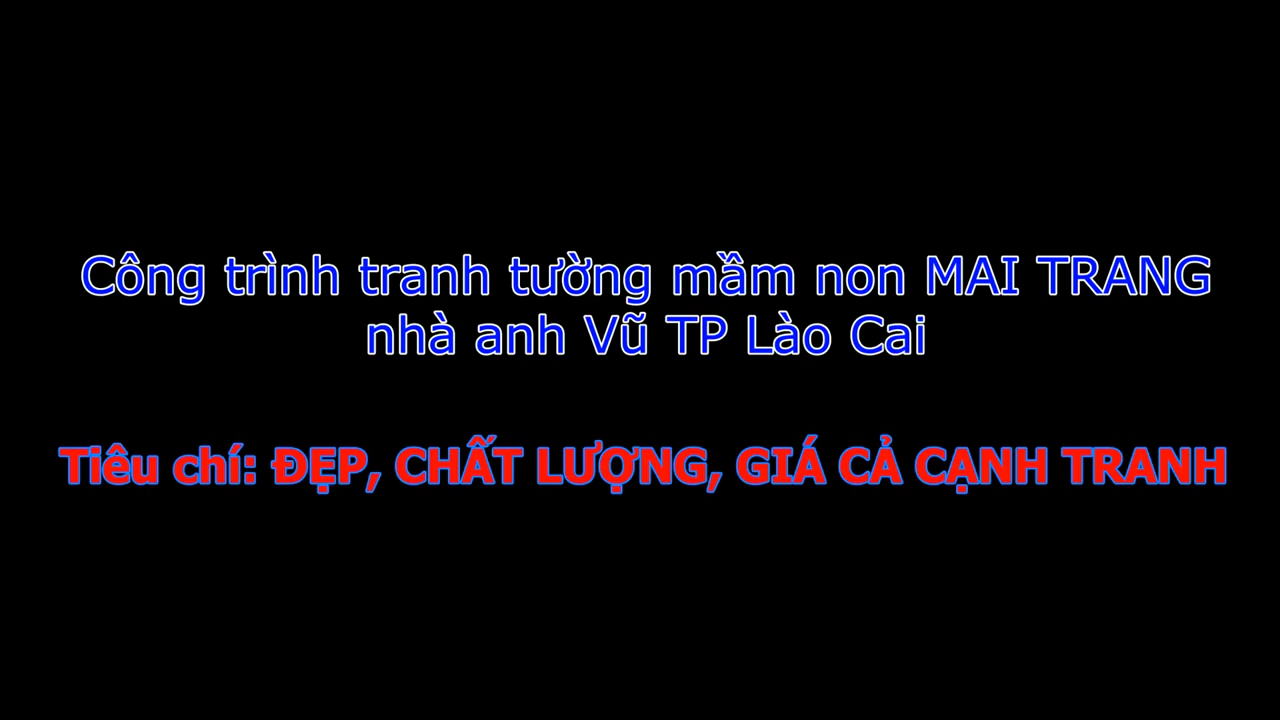 Công trình tranh tường mầm non MAI TRANG
nhà anh Vũ TP Lào Cai
Tiêu chí: ĐẸP, CHẤT LƯỢNG, GIÁ CẢ CẠNH TRANH